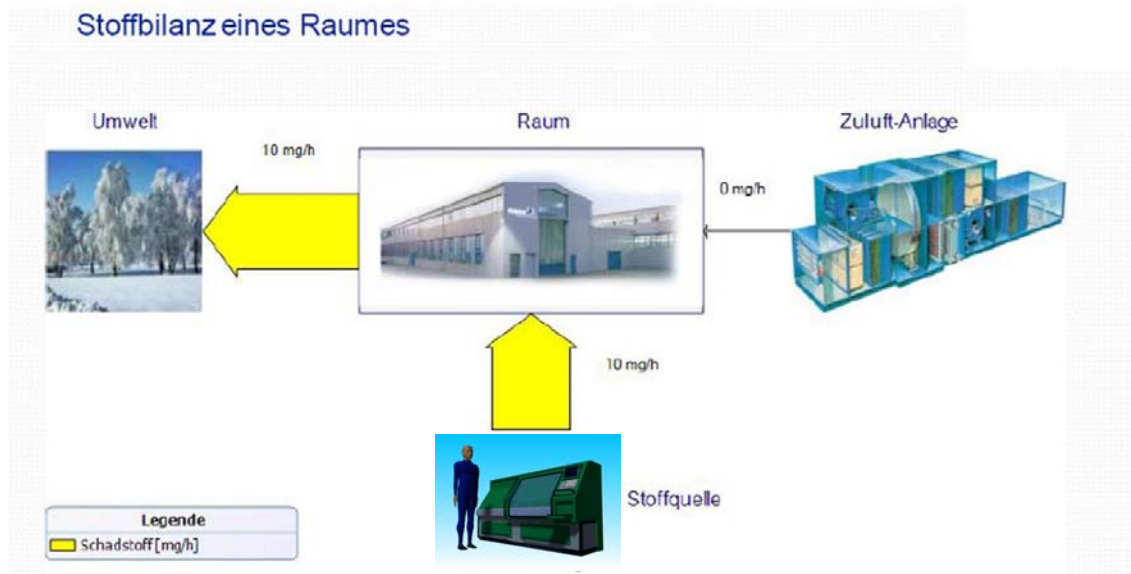 Stoffbilanz eines Raumes
Umwelt
Raum
Zuluft-Anlage
10 mg/h
0 mg/h
10 mg/h
Stoffquelle
Legende
Schadstoff [mg/h]